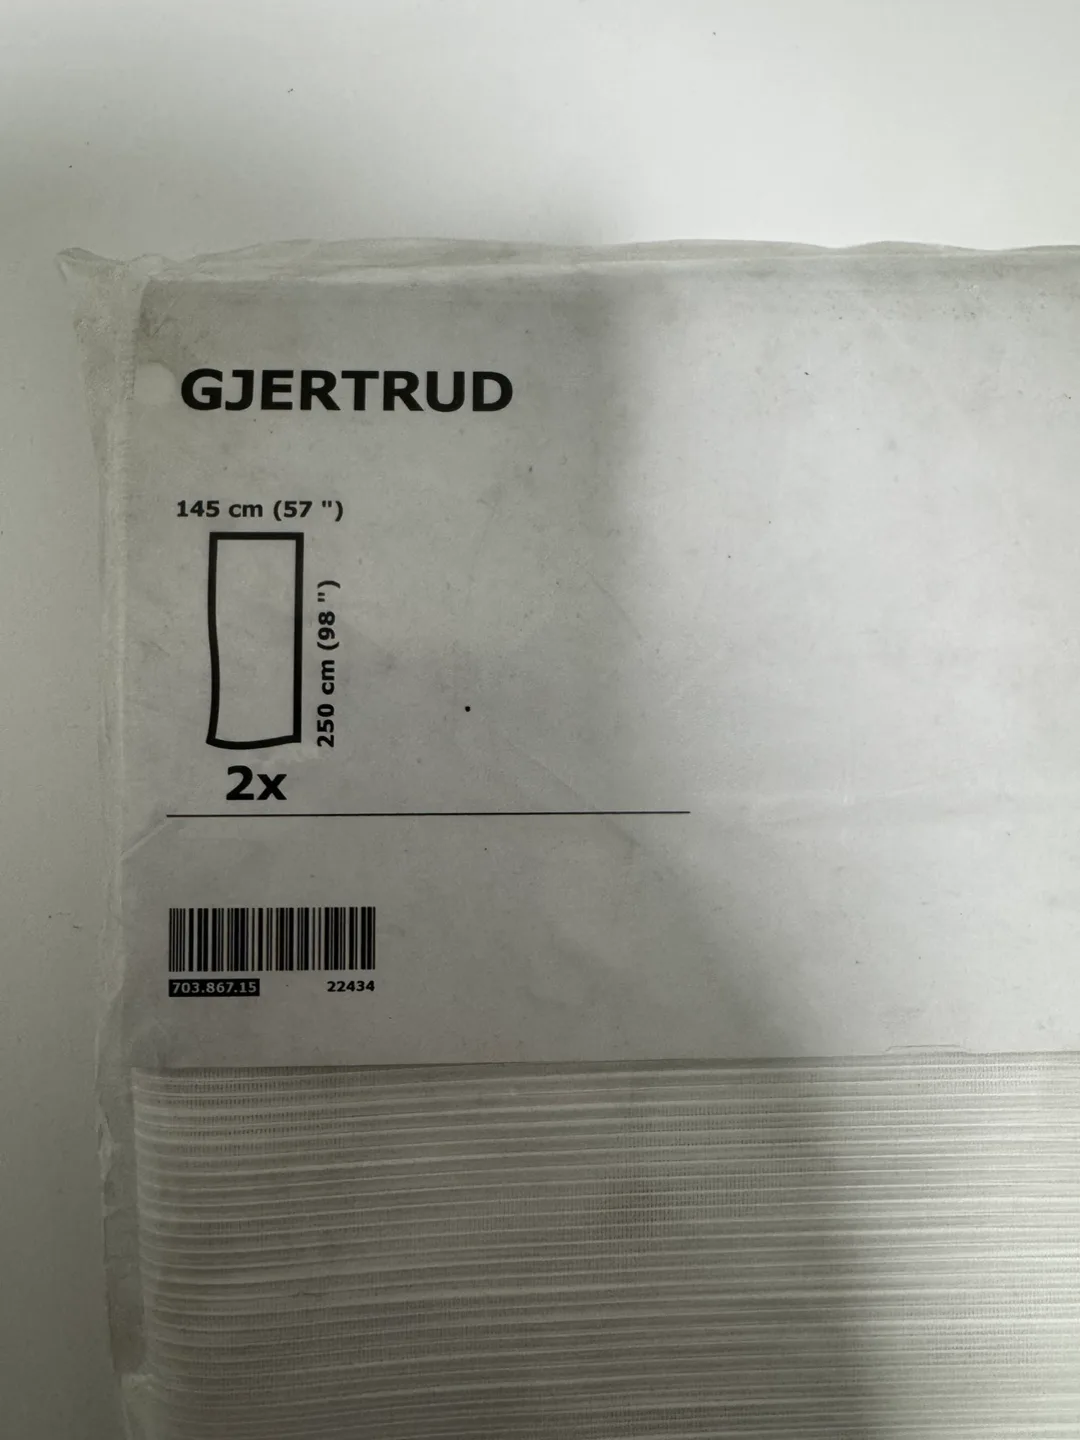 GJERTRUD
145 cm (57 ")
250 cm (98 ")
2x
703.867.15 22434